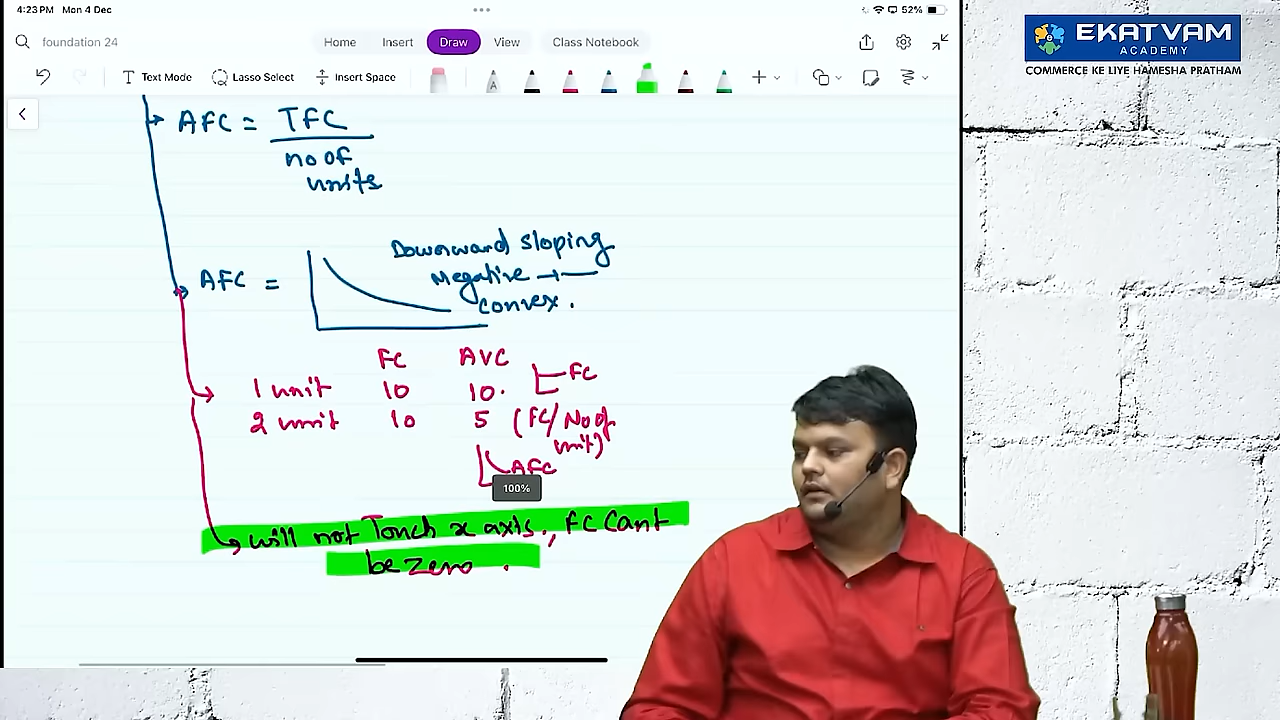 4:23 PM Mon 4 Dec
52%
EKATVAM
ACADEMY
COMMERCE KE LIYE HAMESHA PRATHAM
foundation 24
Home Insert Draw View Class Notebook
Text Mode Lasso Select Insert Space
AFC = TFC
no of
units
AFC =
Downward sloping
Negative
convex.
FC AVC
1 unit 10 10. FC
2 unit 10 5 (FC/No of
unit)
AFC
100%
will not Touch x axis., FC Cant
be zero.